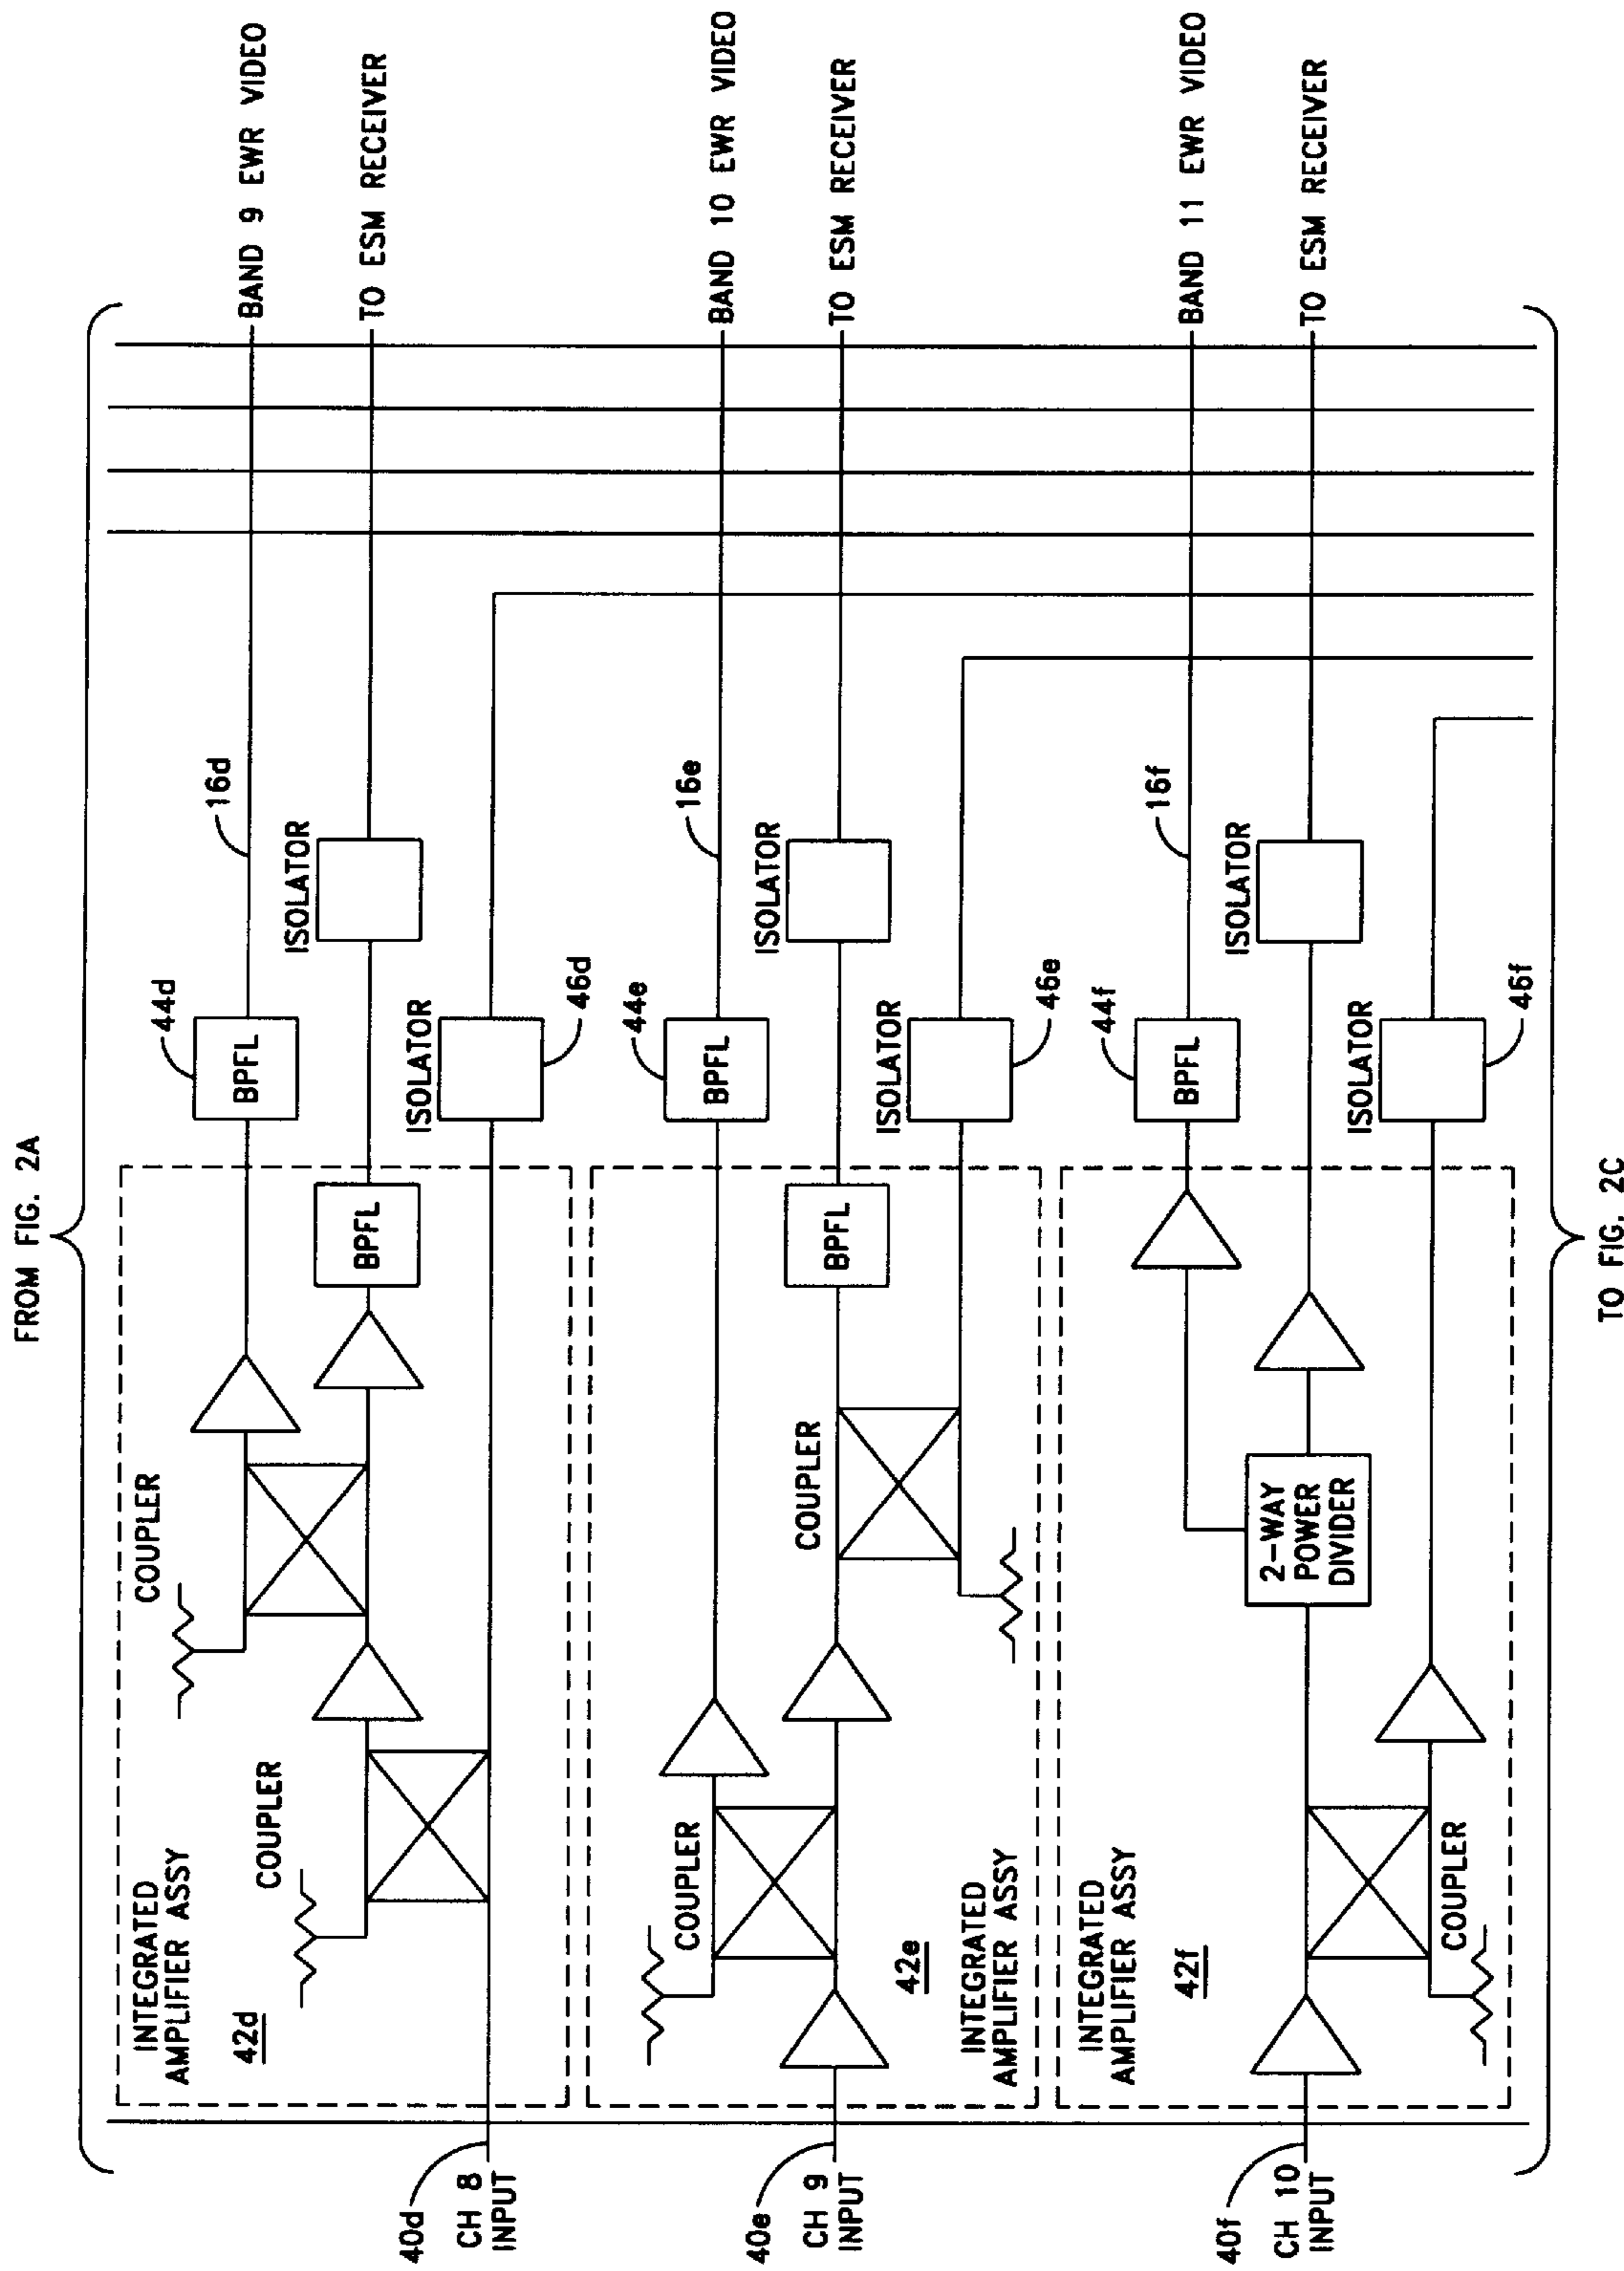 FROM FIG. 2A
INTEGRATED
AMPLIFIER ASSY
42d
COUPLER
COUPLER
BPFL
44d
BPFL
16d
ISOLATOR
ISOLATOR
46d
BAND 9 EWR VIDEO
TO ESM RECEIVER
40d
CH 8
INPUT
COUPLER
42e
INTEGRATED
AMPLIFIER ASSY
COUPLER
BPFL
44e
BPFL
16e
ISOLATOR
ISOLATOR
46e
BAND 10 EWR VIDEO
TO ESM RECEIVER
40e
CH 9
INPUT
INTEGRATED
AMPLIFIER ASSY
42f
COUPLER
2-WAY
POWER
DIVIDER
44f
BPFL
16f
ISOLATOR
ISOLATOR
46f
BAND 11 EWR VIDEO
TO ESM RECEIVER
40f
CH 10
INPUT
TO FIG. 2C